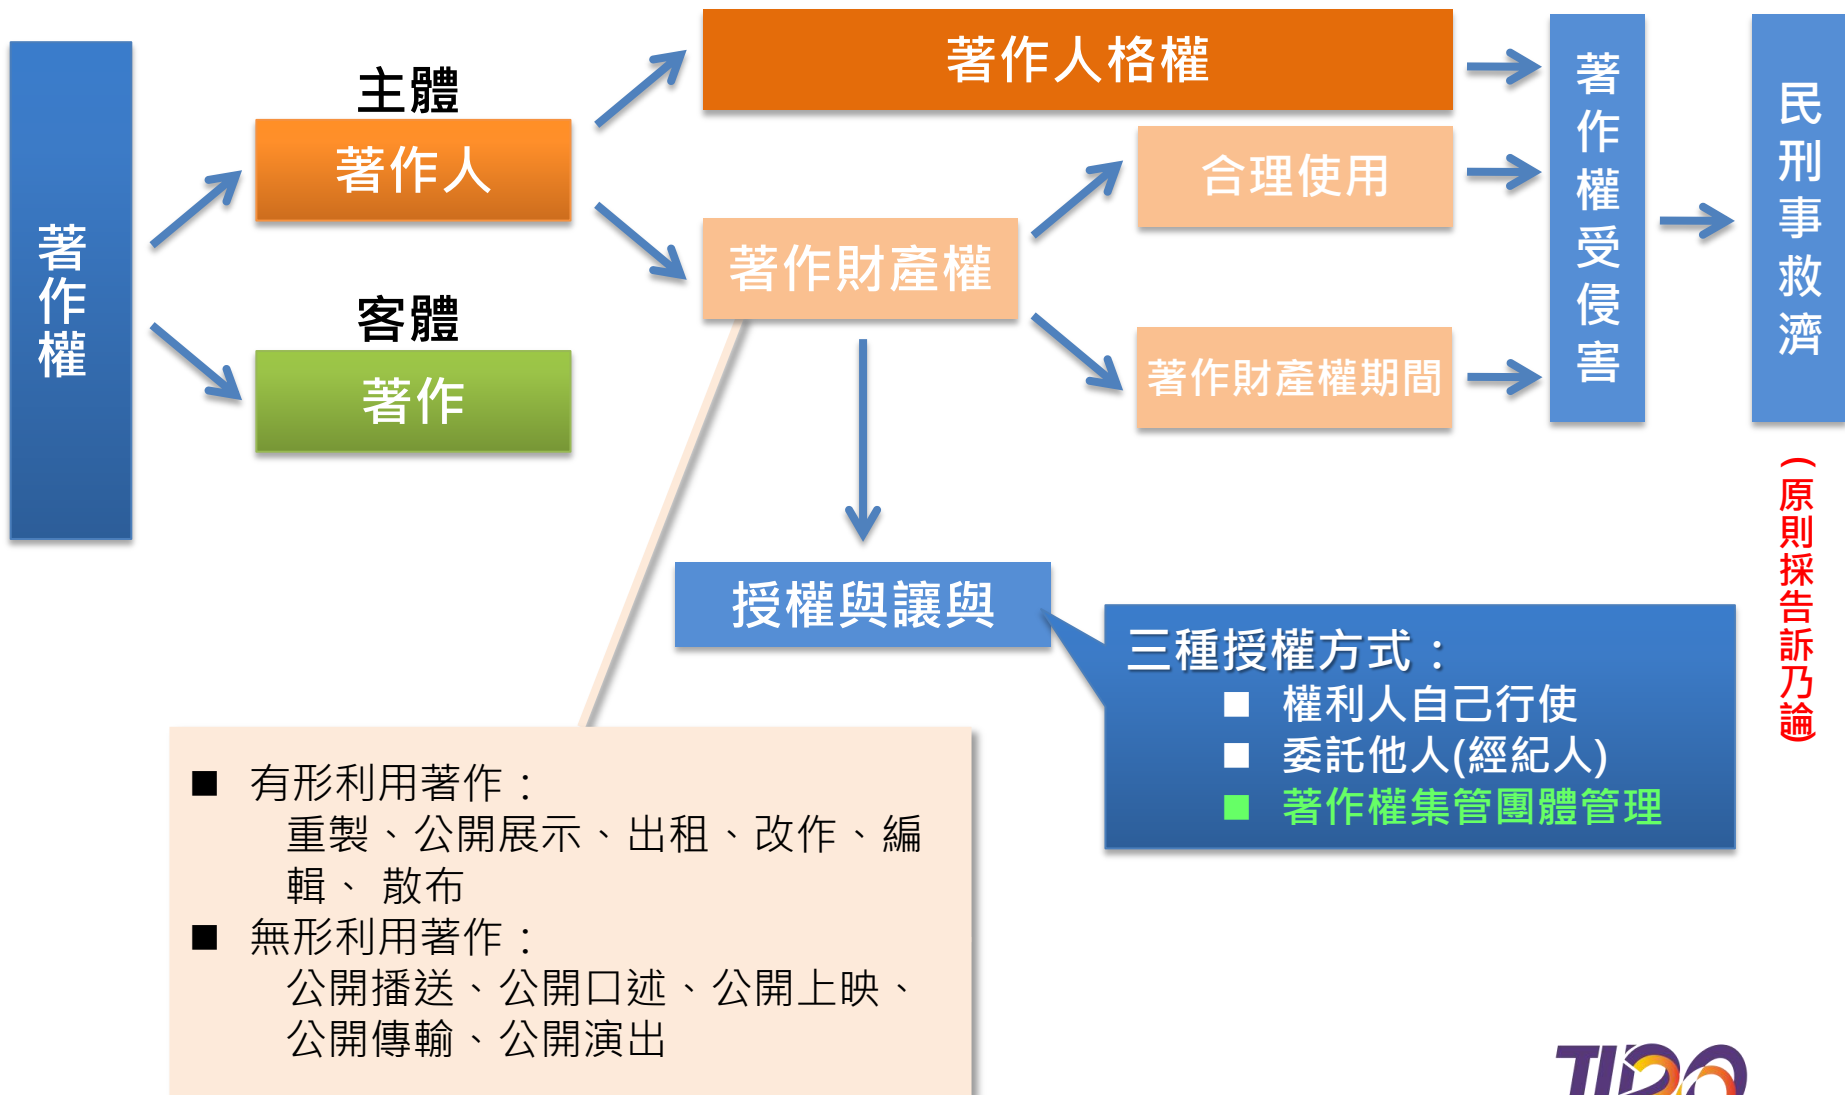 著作權
主體
著作人
客體
著作
著作人格權
著作財產權
合理使用
著作財產權期間
著作權受侵害
民刑事救濟
(原則採告訴乃論)
授權與讓與
三種授權方式：
■ 權利人自己行使
■ 委託他人(經紀人)
■ 著作權集管團體管理
■ 有形利用著作：
重製、公開展示、出租、改作、編
輯、 散布
■ 無形利用著作：
公開播送、公開口述、公開上映、
公開傳輸、公開演出
TIPO